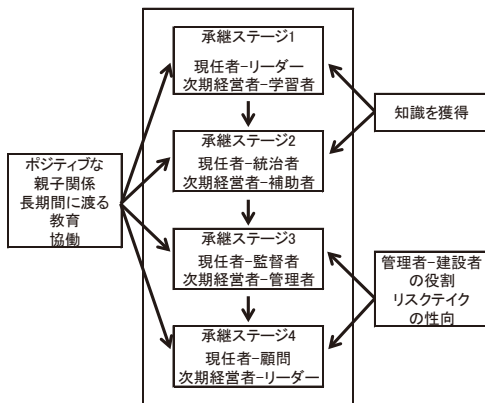 承継ステージ1
現任者-リーダー
次期経営者-学習者
承継ステージ2
現任者-統治者
次期経営者-補助者
承継ステージ3
現任者-監督者
次期経営者-管理者
承継ステージ4
現任者-顧問
次期経営者-リーダー
ポジティブな
親子関係
長期間に渡る
教育
協働
知識を獲得
管理者-建設者
の役割
リスクテイク
の性向